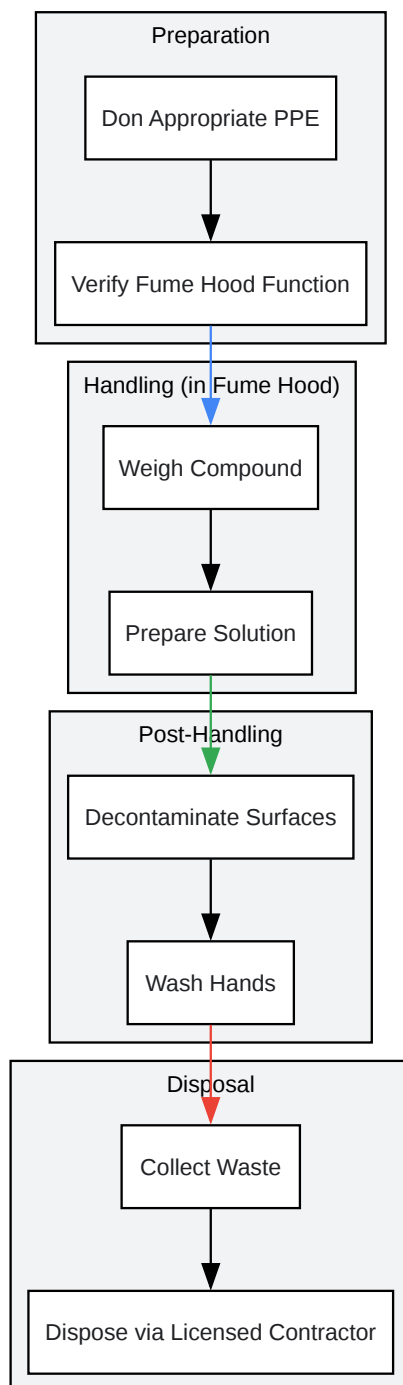 Preparation
Don Appropriate PPE
Verify Fume Hood Function
Handling (in Fume Hood)
Weigh Compound
Prepare Solution
Post-Handling
Decontaminate Surfaces
Wash Hands
Disposal
Collect Waste
Dispose via Licensed Contractor